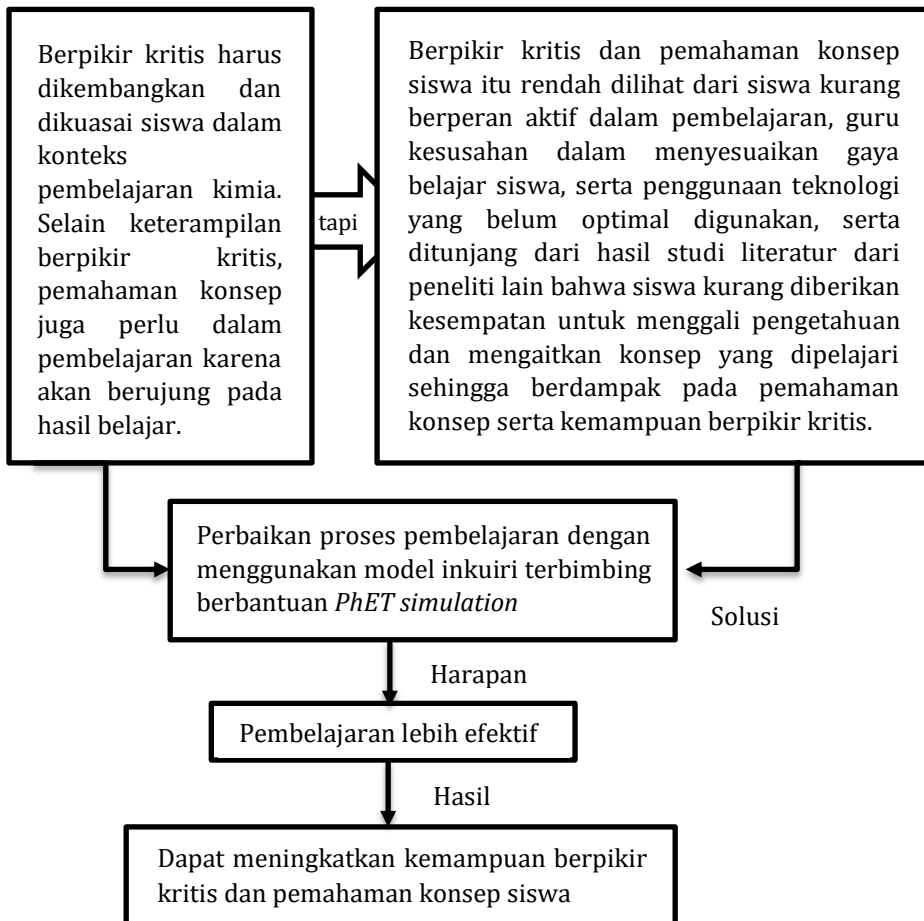 Berpikir kritis harus
dikembangkan dan
dikuasai siswa dalam
konteks
pembelajaran kimia.
Selain keterampilan
berpikir kritis,
pemahaman konsep
juga perlu dalam
pembelajaran karena
akan berujung pada
hasil belajar.
tapi
Berpikir kritis dan pemahaman konsep
siswa itu rendah dilihat dari siswa kurang
berperan aktif dalam pembelajaran, guru
kesusahan dalam menyesuaikan gaya
belajar siswa, serta penggunaan teknologi
yang belum optimal digunakan, serta
ditunjang dari hasil studi literatur dari
peneliti lain bahwa siswa kurang diberikan
kesempatan untuk menggali pengetahuan
dan mengaitkan konsep yang dipelajari
sehingga berdampak pada pemahaman
konsep serta kemampuan berpikir kritis.
Perbaikan proses pembelajaran dengan
menggunakan model inkuiri terbimbing
berbantuan PhET simulation
Solusi
Harapan
Pembelajaran lebih efektif
Hasil
Dapat meningkatkan kemampuan berpikir
kritis dan pemahaman konsep siswa